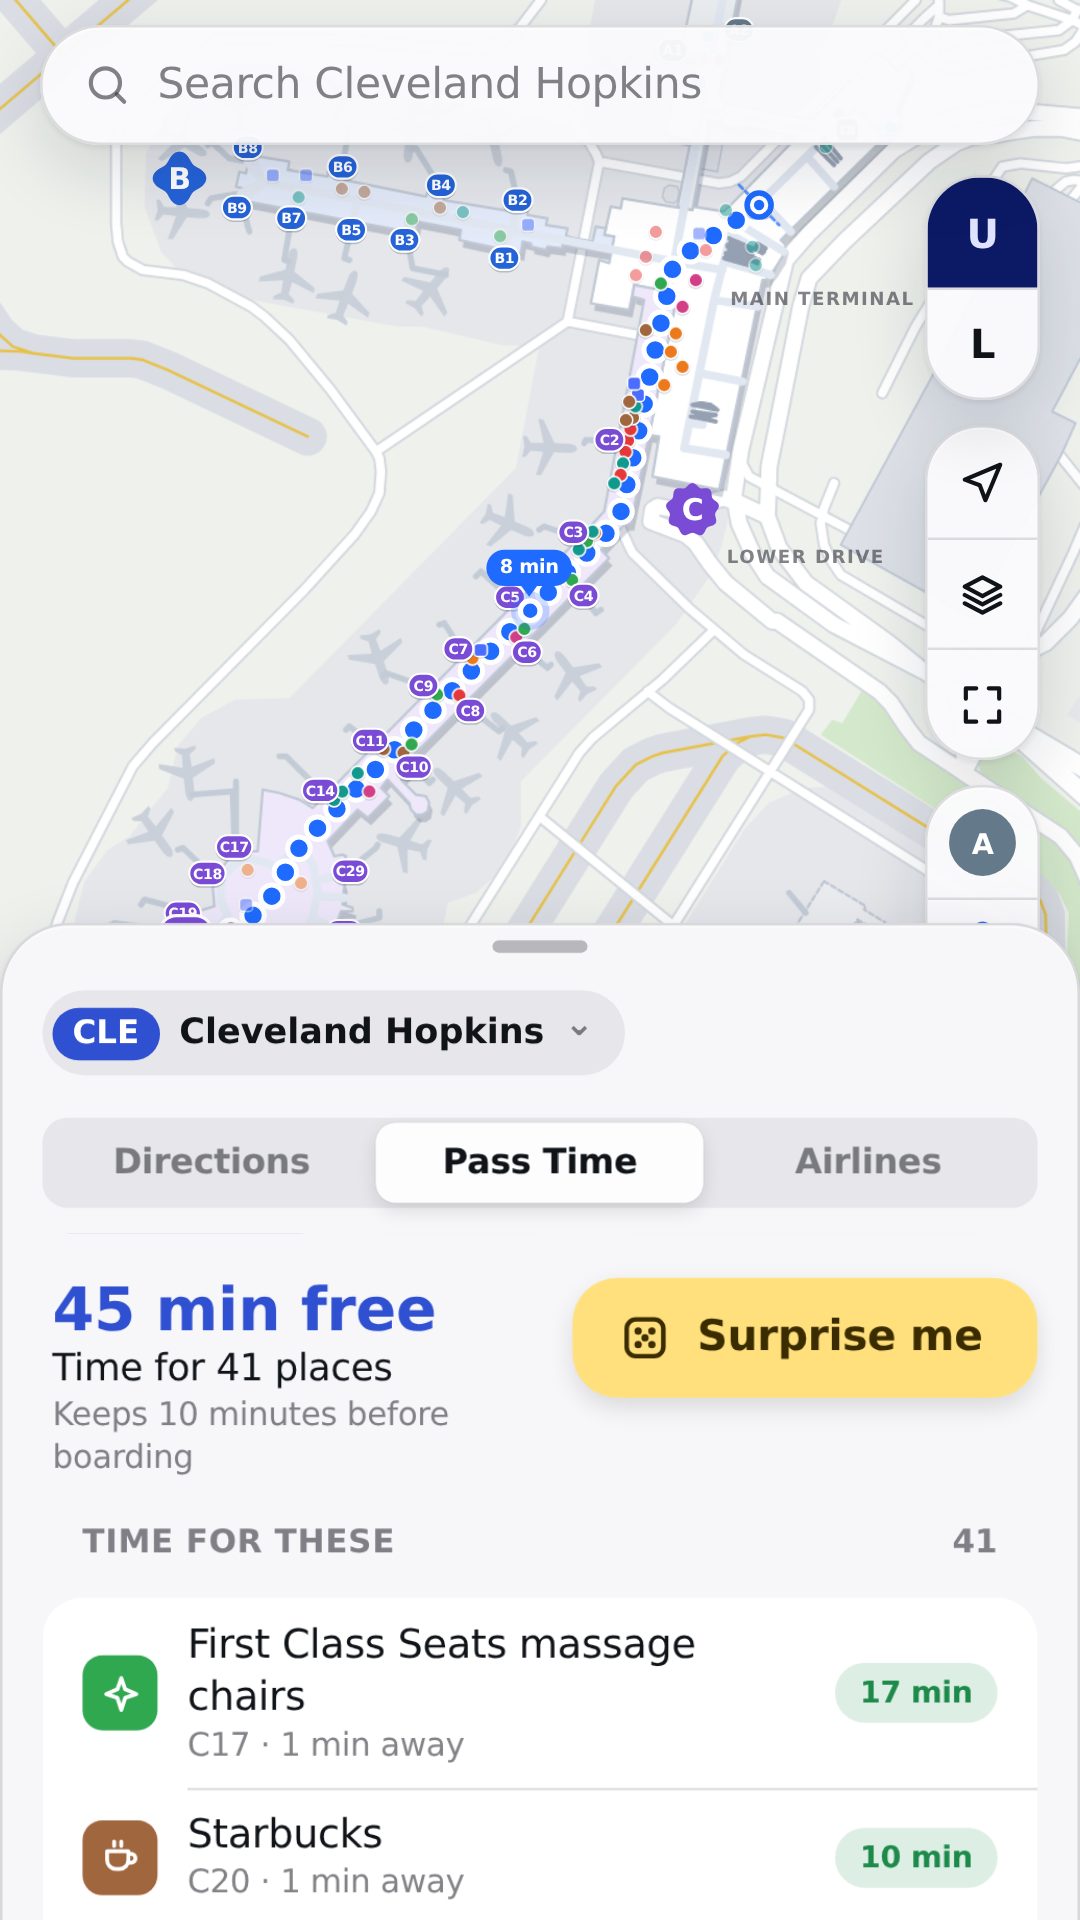 Search Cleveland Hopkins
B8
B
B6
B4
B2
B9
B7
B5
B3
B1
U
MAIN TERMINAL
L
C2
C
C3
LOWER DRIVE
8 min
C5
C4
C7
C6
C9
C8
C11
C10
C14
C17
C18
C29
A
C19
CLE Cleveland Hopkins
Directions Pass Time Airlines
45 min free
Surprise me
Time for 41 places
Keeps 10 minutes before
boarding
TIME FOR THESE 41
First Class Seats massage
chairs
17 min
C17 · 1 min away
Starbucks
10 min
C20 · 1 min away